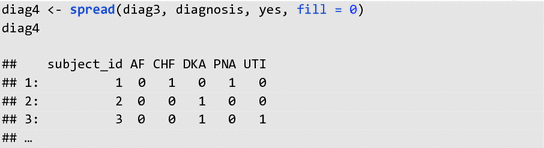 diag4 <- spread(diag3, diagnosis, yes, fill = 0)
diag4
##    subject_id AF CHF DKA PNA UTI
## 1:          1  0   1   0   1   0
## 2:          2  0   0   1   0   0
## 3:          3  0   0   1   0   1
## …